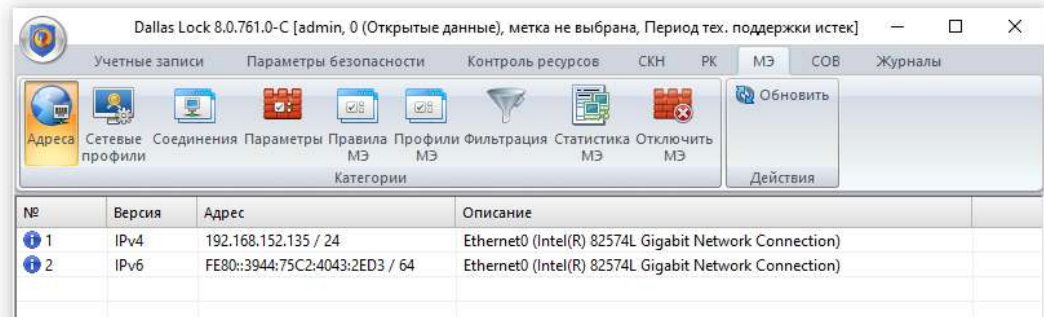 Dallas Lock 8.0.761.0-C [admin, 0 (Открытые данные), метка не выбрана, Период тех. поддержки истек]
Учетные записи Параметры безопасности Контроль ресурсов СКН РК МЭ СОВ Журналы
Адреса Сетевые профили Соединения Параметры Правила МЭ Профили МЭ Фильтрация Статистика МЭ Отключить МЭ Обновить
Категории Действия
№ Версия Адрес Описание
1 IPv4 192.168.152.135 / 24 Ethernet0 (Intel(R) 82574L Gigabit Network Connection)
2 IPv6 FE80::3944:75C2:4043:2ED3 / 64 Ethernet0 (Intel(R) 82574L Gigabit Network Connection)